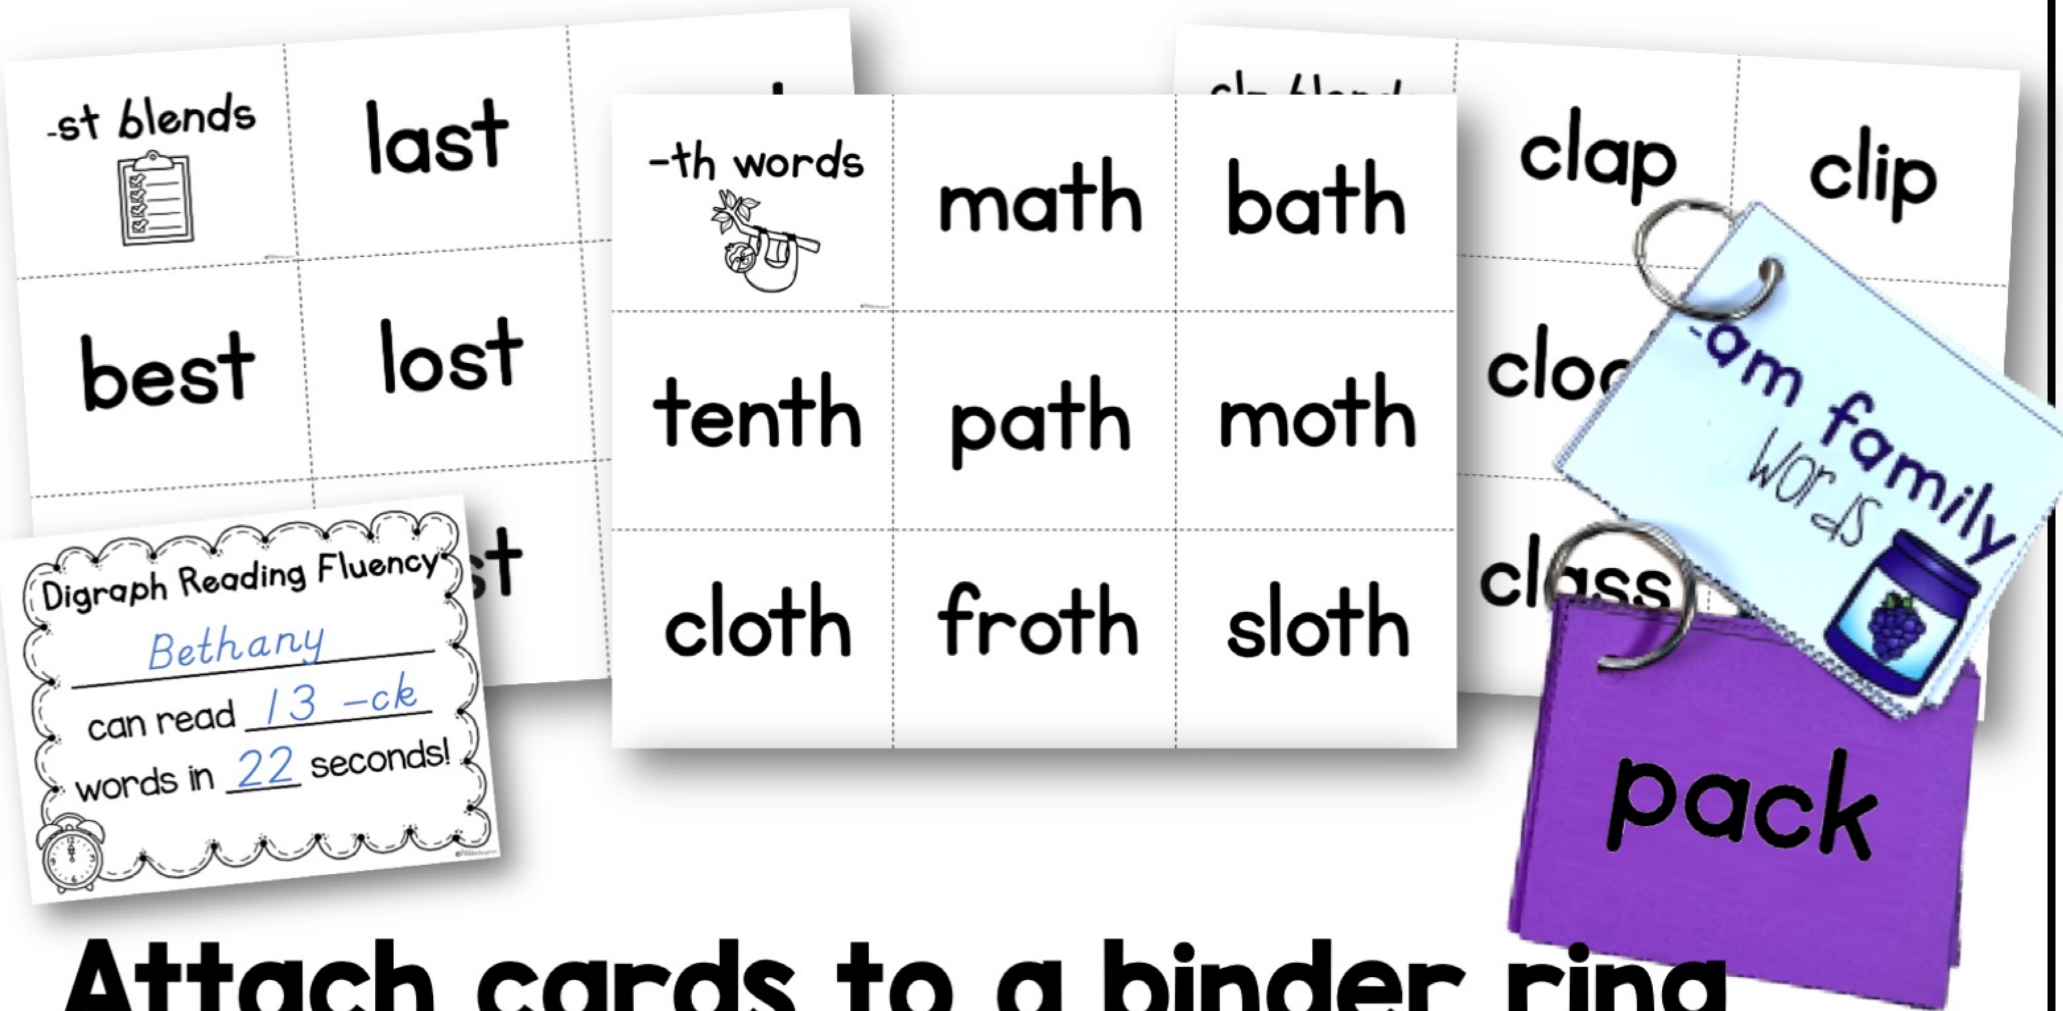 -st blends
last
best
lost
-th words
math
bath
tenth
path
moth
cloth
froth
sloth
clap
clip
class
-am family
words
pack
Digraph Reading Fluency
Bethany
can read 13 -ck
words in 22 seconds!
Attach cards to a binder ring